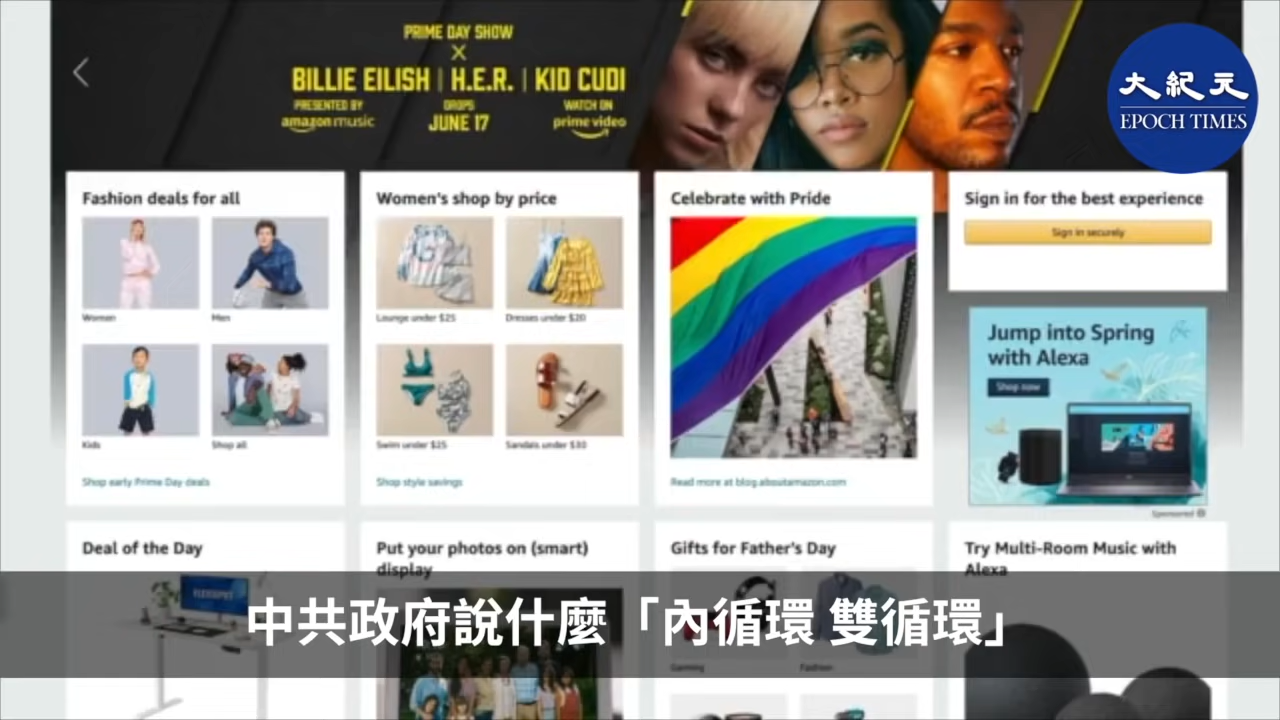 PRIME DAY SHOW
X
BILLIE EILISH | H.E.R. | KID CUDI
PRESENTED BY
amazon music
DROPS
JUNE 17
WATCH ON
prime video
大紀元
EPOCH TIMES
Fashion deals for all
Women
Men
Kids
Shop all
Shop early Prime Day deals
Women's shop by price
Lounge under $25
Dresses under $20
Swim under $25
Sandals under $30
Shop style savings
Celebrate with Pride
Read more at blog.aboutamazon.com
Sign in for the best experience
Sign in securely
Jump into Spring
with Alexa
Shop now
Sponsored
Deal of the Day
Put your photos on (smart)
display
Gifts for Father's Day
Gaming
Fashion
Try Multi-Room Music with
Alexa
中共政府說什麼「內循環 雙循環」